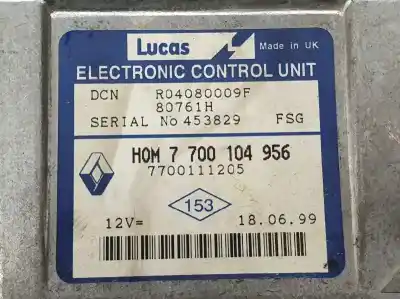 Lucas Made in UK
ELECTRONIC CONTROL UNIT
DCN R04080009F
80761H
SERIAL No 453829 FSG
HOM 7 700 104 956
7700111205
153
12V= 18.06.99